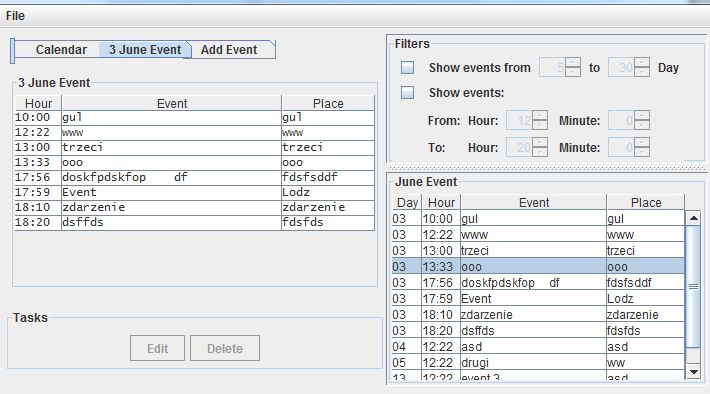 File
Calendar 3 June Event Add Event
3 June Event
Hour Event Place
10:00 gul gul
12:22 www www
13:00 trzeci trzeci
13:33 ooo ooo
17:56 doskfpdskfop df fdsfsddf
17:59 Event Lodz
18:10 zdarzenie zdarzenie
18:20 dsffds fdsfds
Tasks
Edit Delete
Filters
Show events from 5 to 30 Day
Show events:
From: Hour: 12 Minute: 0
To: Hour: 20 Minute: 0
June Event
Day Hour Event Place
03 10:00 gul gul
03 12:22 www www
03 13:00 trzeci trzeci
03 13:33 ooo ooo
03 17:56 doskfpdskfop df fdsfsddf
03 17:59 Event Lodz
03 18:10 zdarzenie zdarzenie
03 18:20 dsffds fdsfds
04 12:22 asd asd
05 12:22 drugi ww
13 12:22 event 3 asd